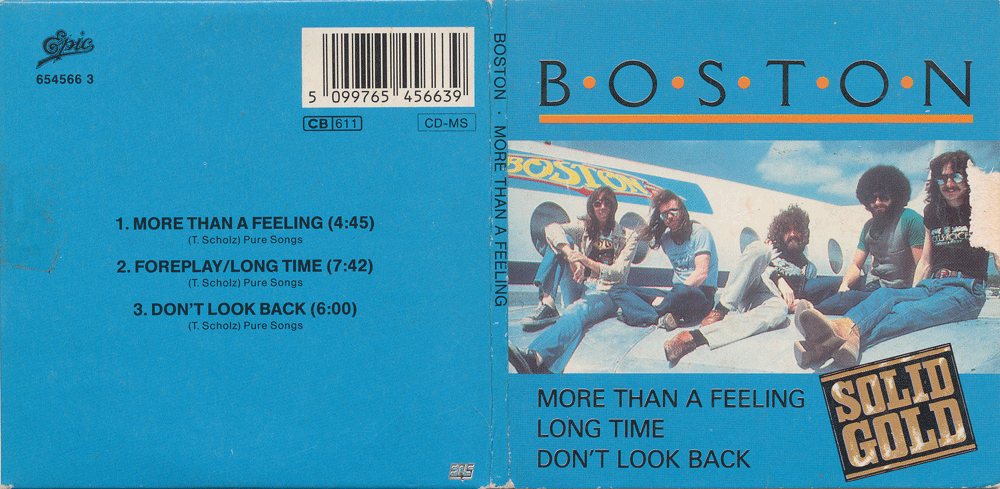 Epic
654566 3
5 099765 456639
CB 611
CD-MS
1. MORE THAN A FEELING (4:45)
(T. Scholz) Pure Songs
2. FOREPLAY/LONG TIME (7:42)
(T. Scholz) Pure Songs
3. DON'T LOOK BACK (6:00)
(T. Scholz) Pure Songs
BOSTON · MORE THAN A FEELING
B•O•S•T•O•N
BOSTON
MORE THAN A FEELING
LONG TIME
DON'T LOOK BACK
SOLID
GOLD